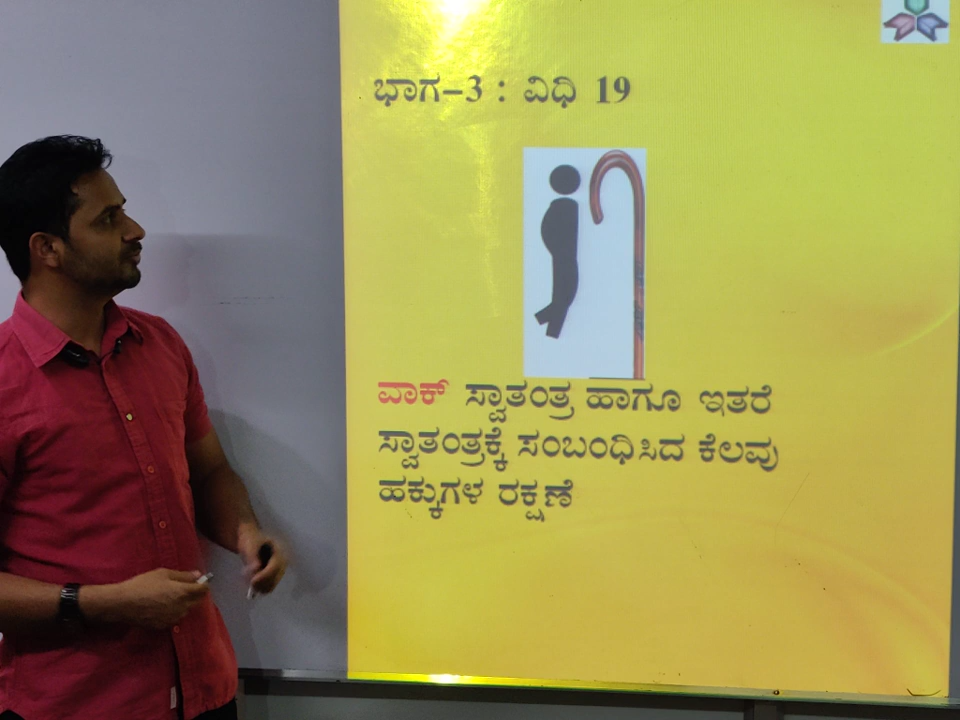 ಭಾಗ-3 : ವಿಧಿ 19
ವಾಕ್ ಸ್ವಾತಂತ್ರ ಹಾಗೂ ಇತರೆ
ಸ್ವಾತಂತ್ರಕ್ಕೆ ಸಂಬಂಧಿಸಿದ ಕೆಲವು
ಹಕ್ಕುಗಳ ರಕ್ಷಣೆ